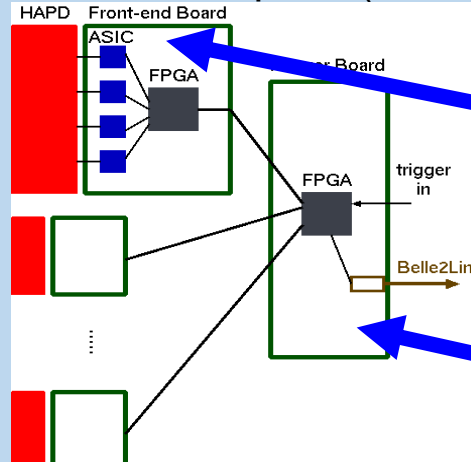 HAPD Front-end Board
ASIC
FPGA
Board
FPGA
trigger
in
Belle2Lin